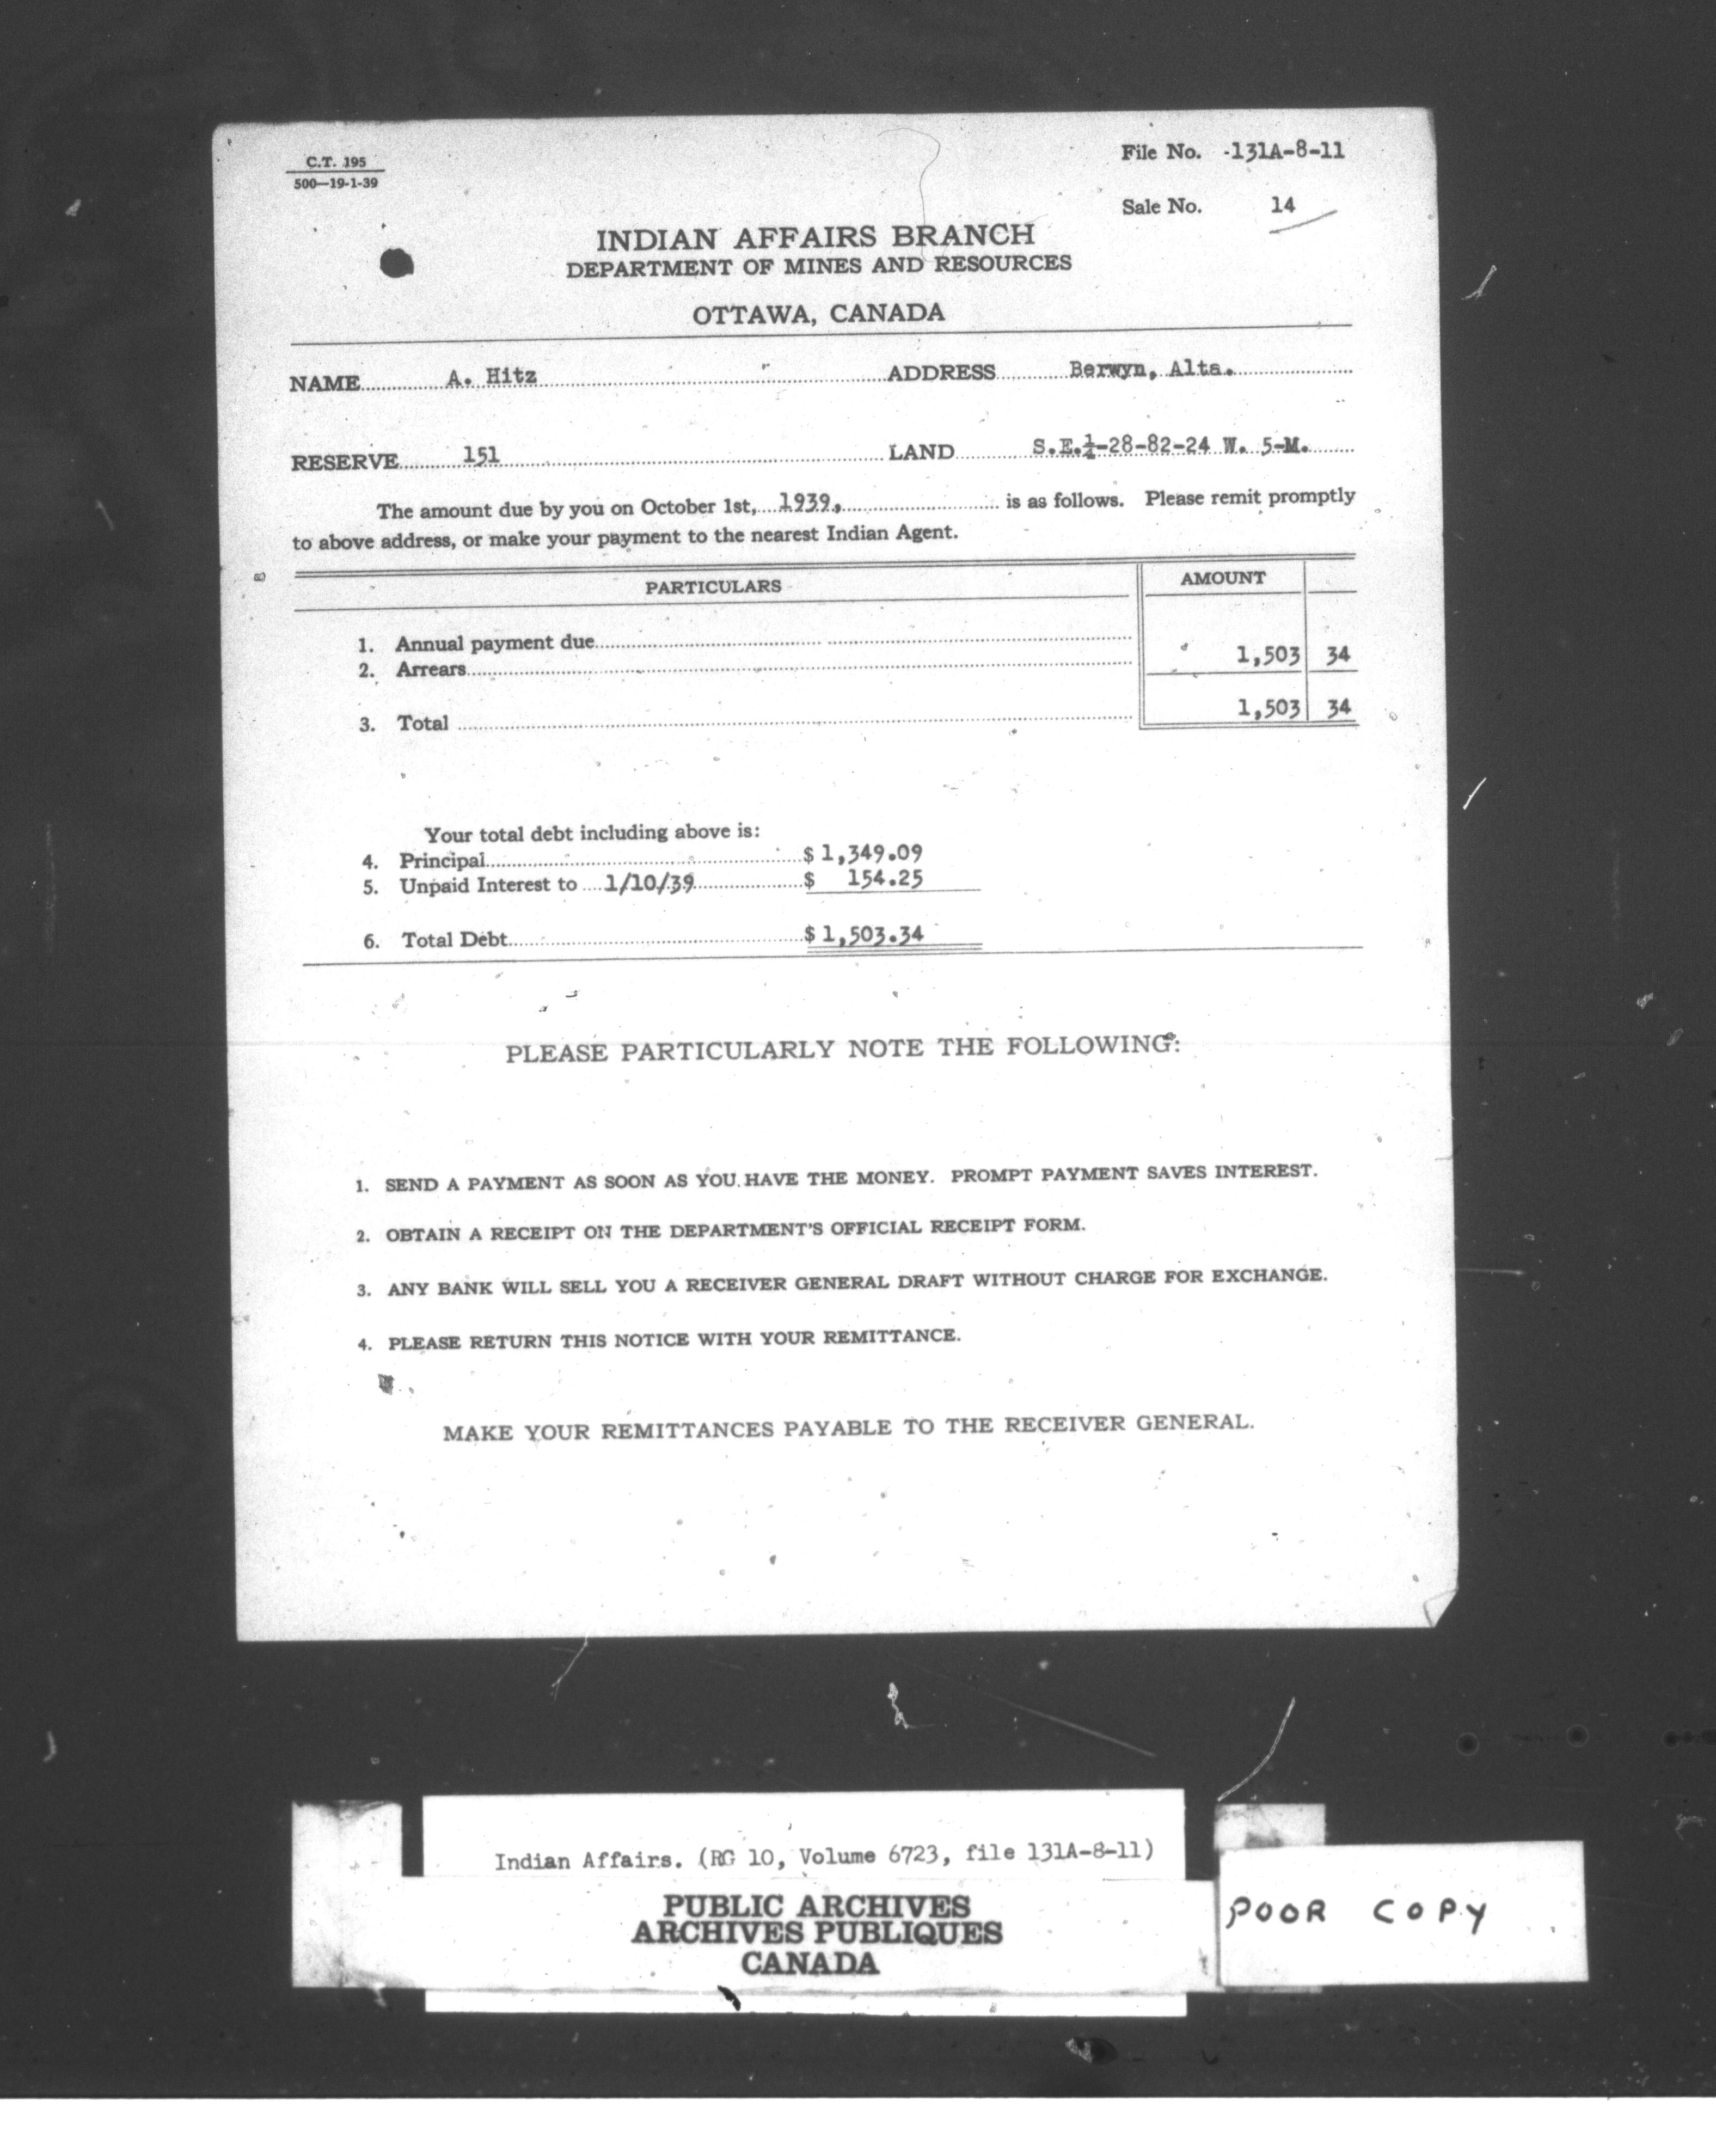 C.T. 195
500—19-1-39
File No. 131A-8-11
Sale No. 14
INDIAN AFFAIRS BRANCH
DEPARTMENT OF MINES AND RESOURCES
OTTAWA, CANADA
NAME A. Hitz ADDRESS Berwyn, Alta.
RESERVE 151 LAND S.E.¼-28-82-24 W. 5-M.
The amount due by you on October 1st, 1939, is as follows. Please remit promptly
to above address, or make your payment to the nearest Indian Agent.
PARTICULARS AMOUNT
1. Annual payment due
2. Arrears 1,503 34
3. Total 1,503 34
Your total debt including above is:
4. Principal $ 1,349.09
5. Unpaid Interest to 1/10/39 $ 154.25
6. Total Debt $ 1,503.34
PLEASE PARTICULARLY NOTE THE FOLLOWING:
1. SEND A PAYMENT AS SOON AS YOU HAVE THE MONEY. PROMPT PAYMENT SAVES INTEREST.
2. OBTAIN A RECEIPT ON THE DEPARTMENT'S OFFICIAL RECEIPT FORM.
3. ANY BANK WILL SELL YOU A RECEIVER GENERAL DRAFT WITHOUT CHARGE FOR EXCHANGE.
4. PLEASE RETURN THIS NOTICE WITH YOUR REMITTANCE.
MAKE YOUR REMITTANCES PAYABLE TO THE RECEIVER GENERAL.
Indian Affairs. (RG 10, Volume 6723, file 131A-8-11)
PUBLIC ARCHIVES
ARCHIVES PUBLIQUES
CANADA
POOR COPY